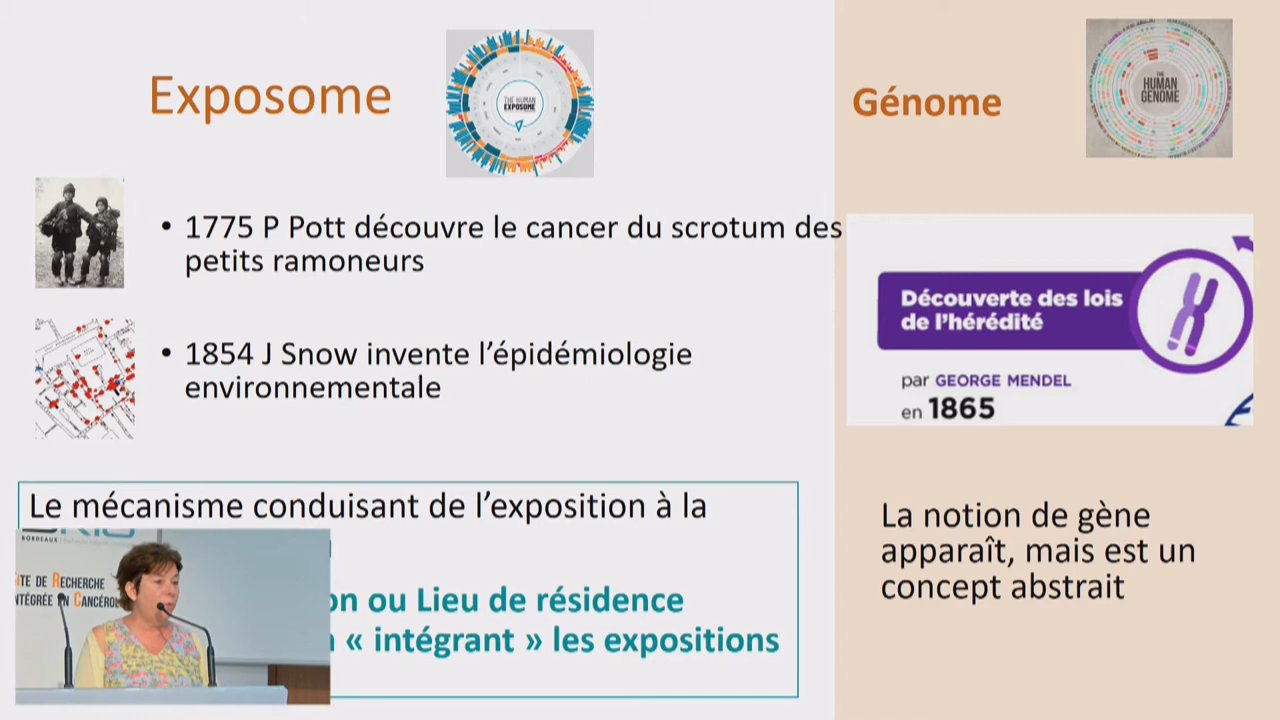 Exposome
THE HUMAN
EXPOSOME
Génome
THE
HUMAN
GENOME
• 1775 P Pott découvre le cancer du scrotum des
petits ramoneurs
• 1854 J Snow invente l’épidémiologie
environnementale
Découverte des lois
de l’hérédité
par GEORGE MENDEL
en 1865
Le mécanisme conduisant de l’exposition à la
on ou Lieu de résidence
« intégrant » les expositions
La notion de gène
apparaît, mais est un
concept abstrait
BORDEAUX
ITE DE RECHERCHE
NTÉGRÉE EN CANCÉRO